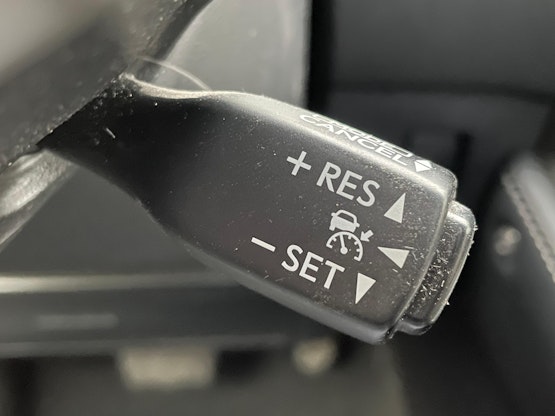 CANCEL
+ RES
− SET